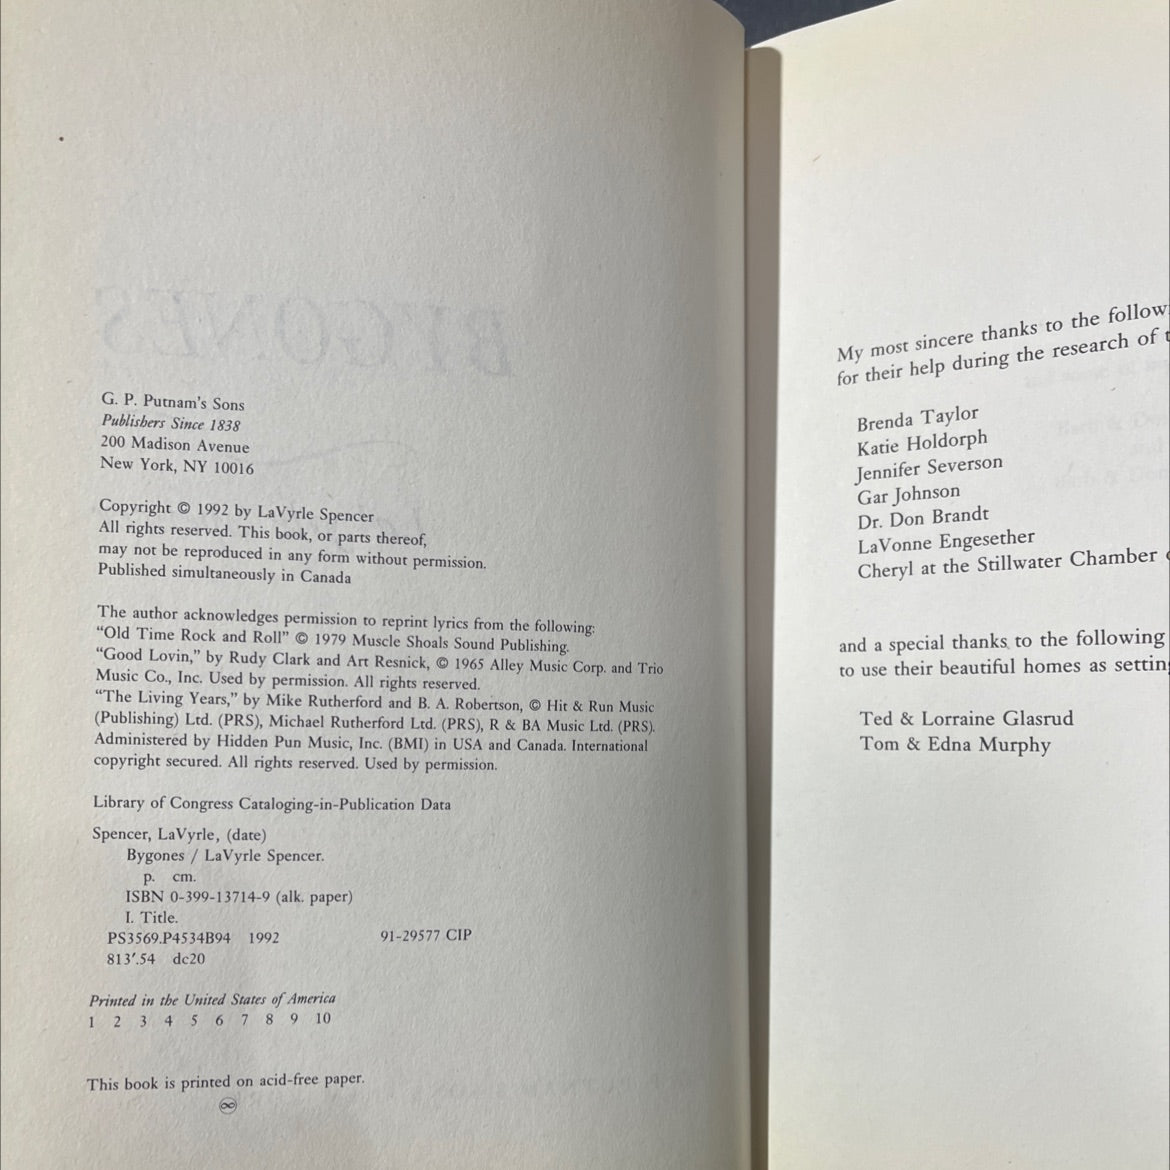 BYGONES
G. P. Putnam's Sons
Publishers Since 1838
200 Madison Avenue
New York, NY 10016
Copyright © 1992 by LaVyrle Spencer
All rights reserved. This book, or parts thereof,
may not be reproduced in any form without permission.
Published simultaneously in Canada
The author acknowledges permission to reprint lyrics from the following:
“Old Time Rock and Roll” © 1979 Muscle Shoals Sound Publishing.
“Good Lovin,” by Rudy Clark and Art Resnick, © 1965 Alley Music Corp. and Trio
Music Co., Inc. Used by permission. All rights reserved.
“The Living Years,” by Mike Rutherford and B. A. Robertson, © Hit & Run Music
(Publishing) Ltd. (PRS), Michael Rutherford Ltd. (PRS), R & BA Music Ltd. (PRS).
Administered by Hidden Pun Music, Inc. (BMI) in USA and Canada. International
copyright secured. All rights reserved. Used by permission.
Library of Congress Cataloging-in-Publication Data
Spencer, LaVyrle, (date)
Bygones / LaVyrle Spencer.
p. cm.
ISBN 0-399-13714-9 (alk. paper)
I. Title.
PS3569.P4534B94 1992 91-29577 CIP
813'.54 dc20
Printed in the United States of America
1 2 3 4 5 6 7 8 9 10
This book is printed on acid-free paper.
∞
My most sincere thanks to the follow
for their help during the research of t
Brenda Taylor
Katie Holdorph
Jennifer Severson
Gar Johnson
Dr. Don Brandt
LaVonne Engesether
Cheryl at the Stillwater Chamber
and a special thanks to the following
to use their beautiful homes as settin
Ted & Lorraine Glasrud
Tom & Edna Murphy